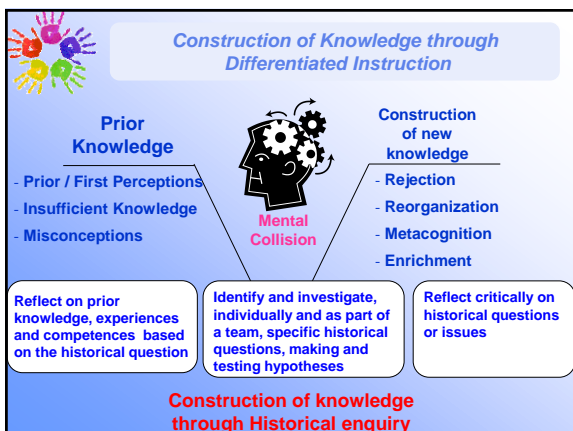 Construction of Knowledge through
Differentiated Instruction
Prior
Knowledge
- Prior / First Perceptions
- Insufficient Knowledge
- Misconceptions
Mental
Collision
Construction
of new
knowledge
- Rejection
- Reorganization
- Metacognition
- Enrichment
Reflect on prior
knowledge, experiences
and competences based
on the historical question
Identify and investigate,
individually and as part of
a team, specific historical
questions, making and
testing hypotheses
Reflect critically on
historical questions
or issues
Construction of knowledge
through Historical enquiry